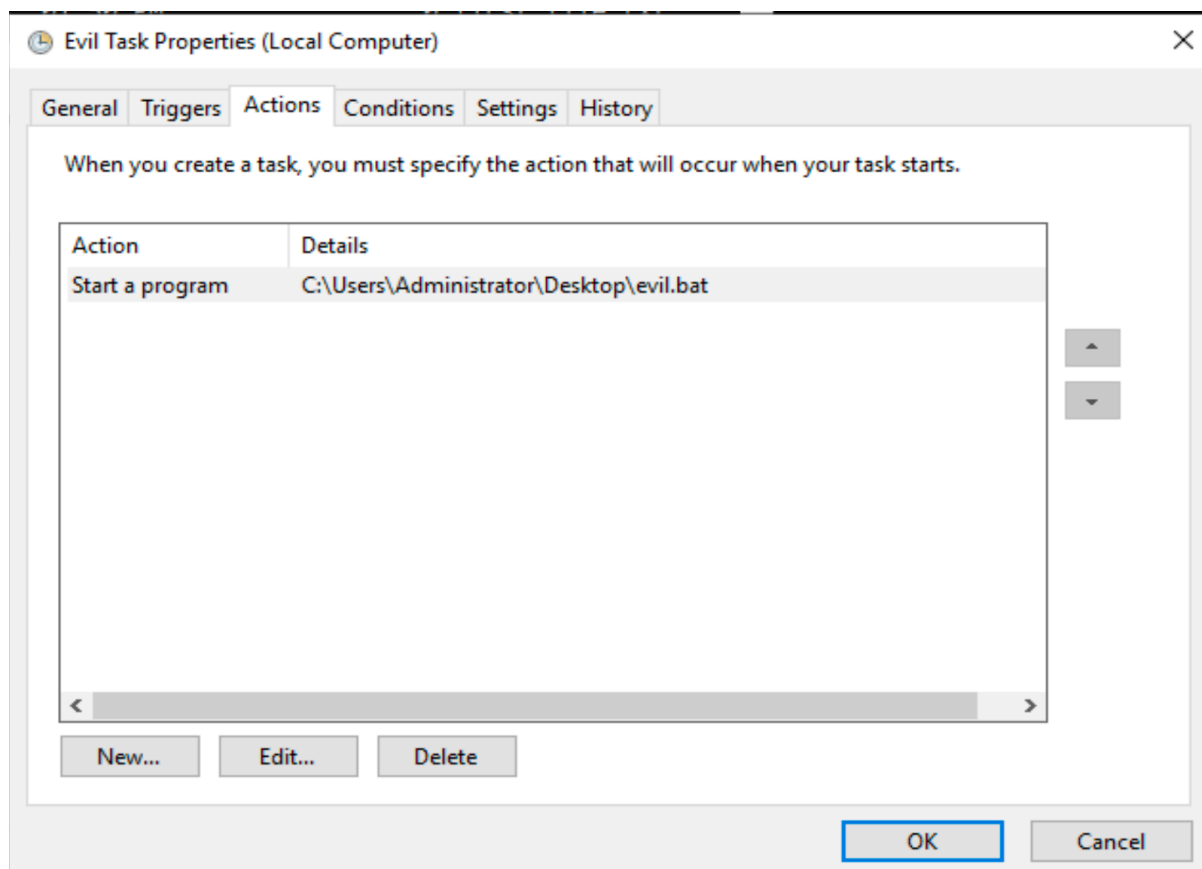 Evil Task Properties (Local Computer)
General Triggers Actions Conditions Settings History
When you create a task, you must specify the action that will occur when your task starts.
Action Details
Start a program C:\Users\Administrator\Desktop\evil.bat
New... Edit... Delete
OK Cancel